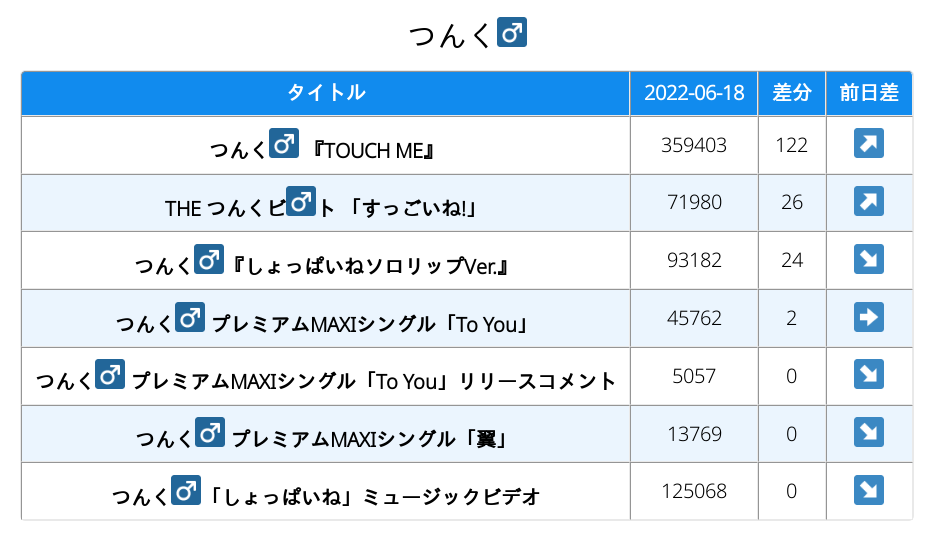 つんく♂
タイトル 2022-06-18 差分 前日差
つんく♂ 『TOUCH ME』 359403 122 ↗
THE つんくビ♂ト 「すっごいね!」 71980 26 ↗
つんく♂『しょっぱいねソロリップVer.』 93182 24 ↘
つんく♂ プレミアムMAXIシングル「To You」 45762 2 ➡
つんく♂ プレミアムMAXIシングル「To You」リリースコメント 5057 0 ↘
つんく♂ プレミアムMAXIシングル「翼」 13769 0 ↘
つんく♂「しょっぱいね」ミュージックビデオ 125068 0 ↘